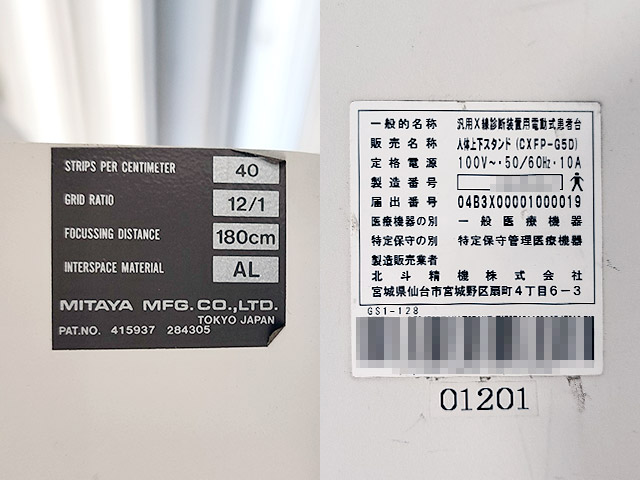 STRIPS PER CENTIMETER 40
GRID RATIO 12/1
FOCUSSING DISTANCE 180cm
INTERSPACE MATERIAL AL
MITAYA MFG.CO.,LTD.
TOKYO JAPAN
PAT.NO. 415937 284305
一般的名称 汎用X線診断装置用電動式患者台
販売名称 人体上下スタンド(CXFP-G5D)
定格電源 100V~・50/60Hz・10A
製造番号
届出番号 04B3X00001000019
医療機器の別 一般医療機器
特定保守の別 特定保守管理医療機器
製造販売業者
北斗精機株式会社
宮城県仙台市宮城野区扇町4丁目6-3
GS1-128
01201